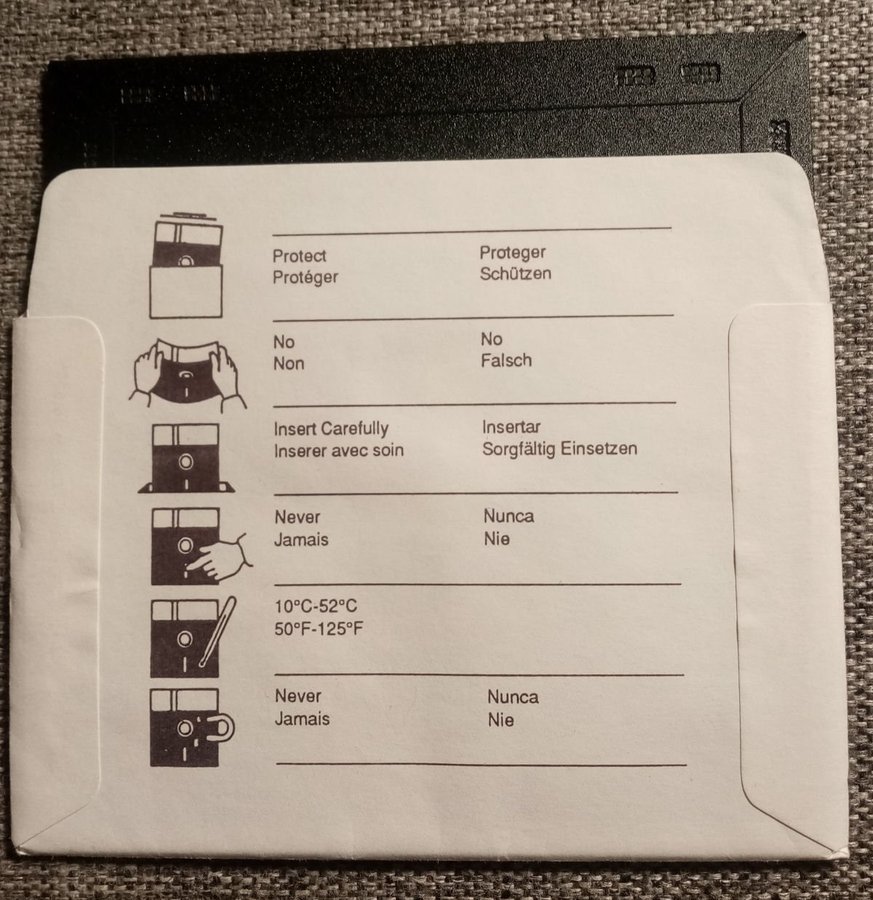 Protect Proteger
Protéger Schützen
No No
Non Falsch
Insert Carefully Insertar
Inserer avec soin Sorgfältig Einsetzen
Never Nunca
Jamais Nie
10°C-52°C
50°F-125°F
Never Nunca
Jamais Nie